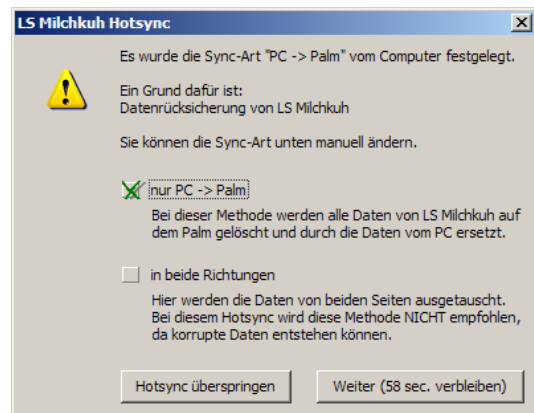 LS Milchkuh Hotsync
Es wurde die Sync-Art "PC -> Palm" vom Computer festgelegt.
Ein Grund dafür ist:
Datenrücksicherung von LS Milchkuh
Sie können die Sync-Art unten manuell ändern.
nur PC -> Palm
Bei dieser Methode werden alle Daten von LS Milchkuh auf
dem Palm gelöscht und durch die Daten vom PC ersetzt.
in beide Richtungen
Hier werden die Daten von beiden Seiten ausgetauscht.
Bei diesem Hotsync wird diese Methode NICHT empfohlen,
da korrupte Daten entstehen können.
Hotsync überspringen
Weiter (58 sec. verbleiben)